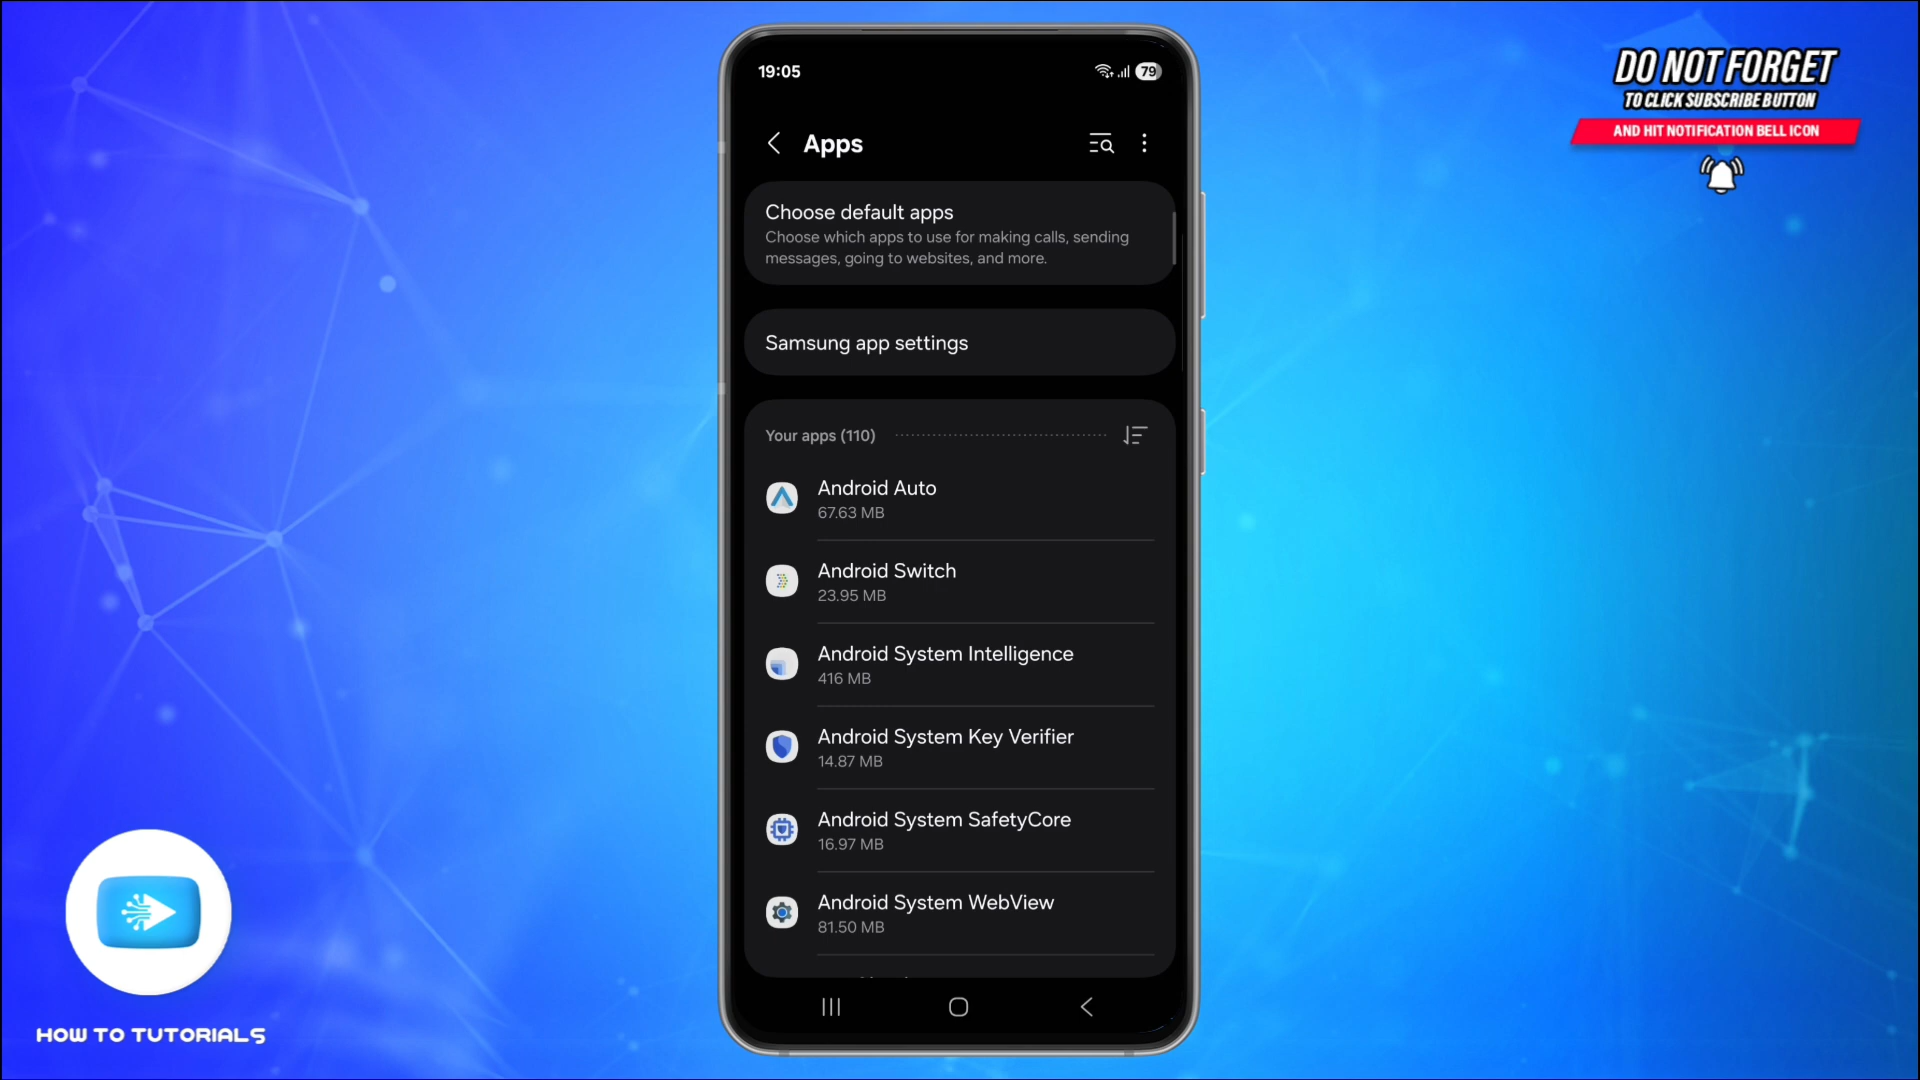 19:05
79
Apps
Choose default apps
Choose which apps to use for making calls, sending
messages, going to websites, and more.
Samsung app settings
Your apps (110)
Android Auto
67.63 MB
Android Switch
23.95 MB
Android System Intelligence
416 MB
Android System Key Verifier
14.87 MB
Android System SafetyCore
16.97 MB
Android System WebView
81.50 MB
DO NOT FORGET
TO CLICK SUBSCRIBE BUTTON
AND HIT NOTIFICATION BELL ICON
HOW TO TUTORIALS